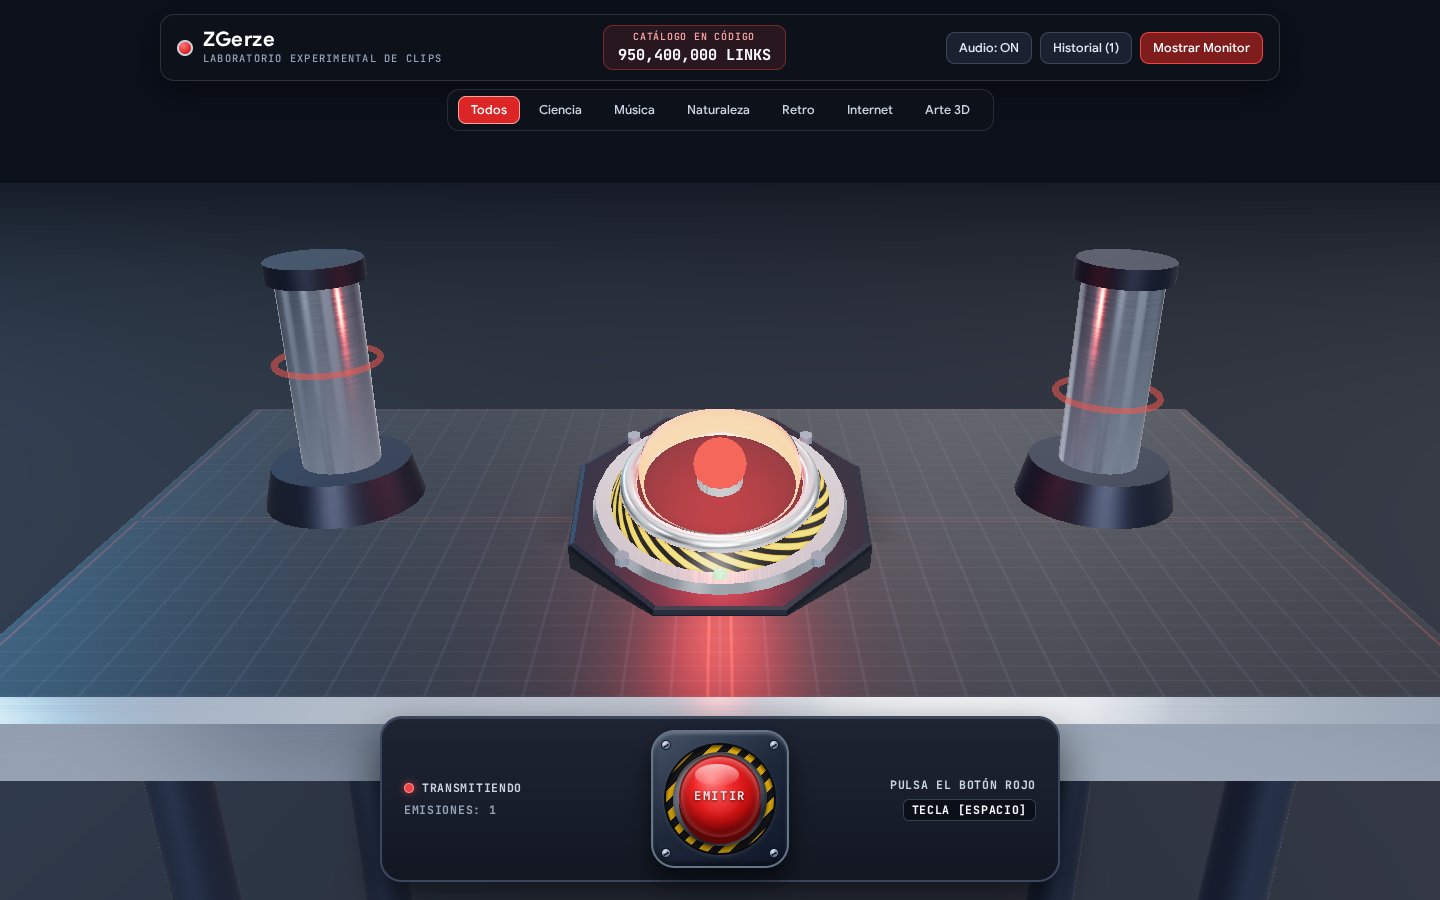 ZGerze
LABORATORIO EXPERIMENTAL DE CLIPS
CATÁLOGO EN CÓDIGO
950,400,000 LINKS
Audio: ON
Historial (1)
Mostrar Monitor
Todos
Ciencia
Música
Naturaleza
Retro
Internet
Arte 3D
TRANSMITIENDO
EMISIONES: 1
EMITIR
PULSA EL BOTÓN ROJO
TECLA [ESPACIO]